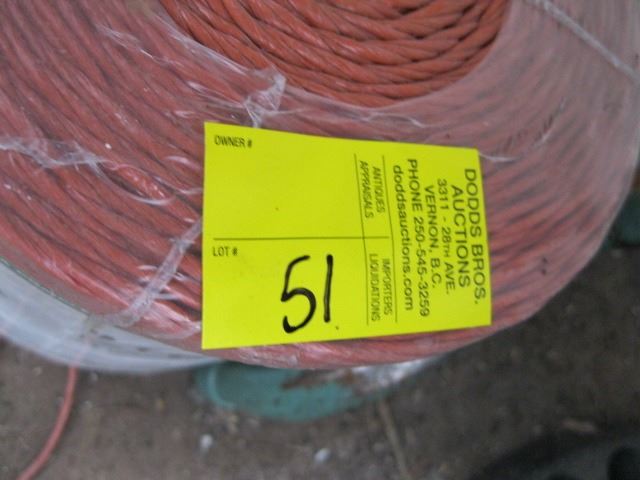 DODDS BROS.
AUCTIONS
3311 - 28TH AVE.
VERNON, B.C.
PHONE 250-545-3259
doddsauctions.com
ANTIQUES
APPRAISALS
IMPORTERS
LIQUIDATIONS
OWNER #
LOT #
51